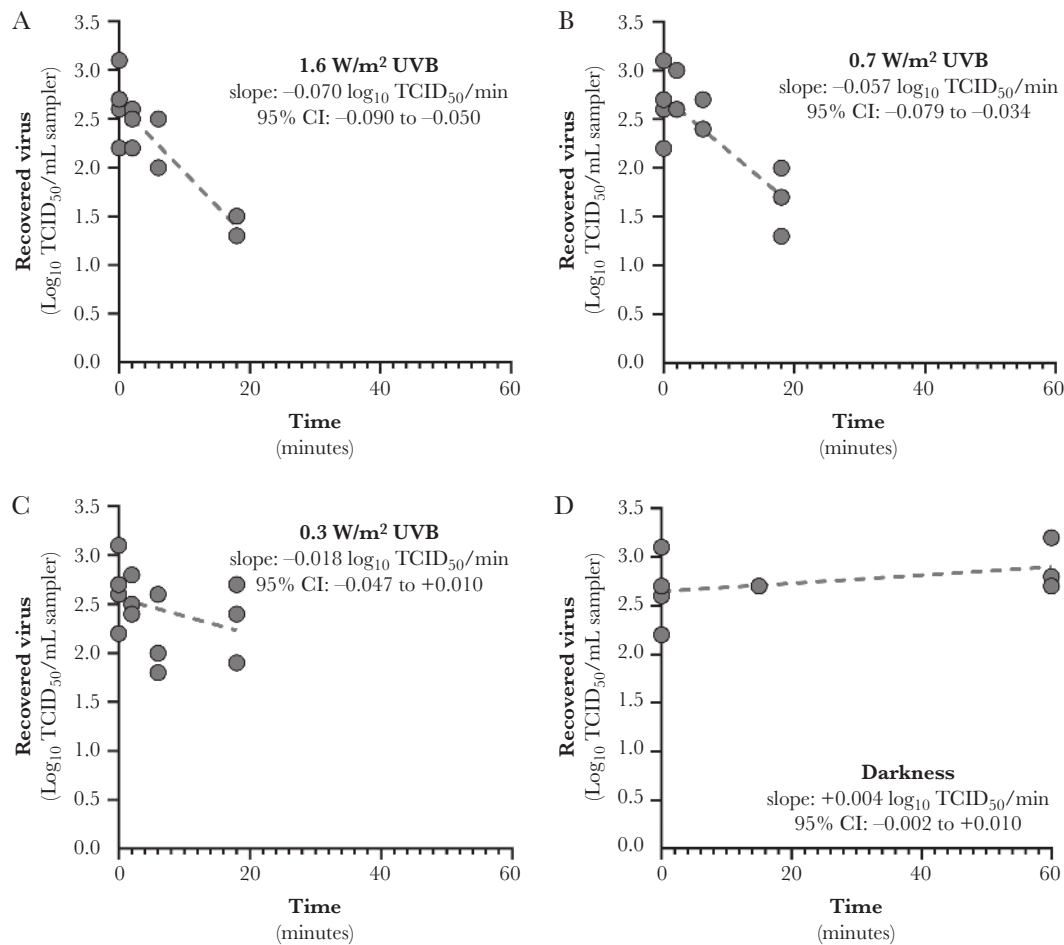 A
3.5
3.0
2.5
2.0
1.5
1.0
0.5
0.0
Recovered virus
(Log₁₀ TCID₅₀/mL sampler)
1.6 W/m² UVB
slope: –0.070 log₁₀ TCID₅₀/min
95% CI: –0.090 to –0.050
0 20 40 60
Time
(minutes)
B
3.5
3.0
2.5
2.0
1.5
1.0
0.5
0.0
Recovered virus
(Log₁₀ TCID₅₀/mL sampler)
0.7 W/m² UVB
slope: –0.057 log₁₀ TCID₅₀/min
95% CI: –0.079 to –0.034
0 20 40 60
Time
(minutes)
C
3.5
3.0
2.5
2.0
1.5
1.0
0.5
0.0
Recovered virus
(Log₁₀ TCID₅₀/mL sampler)
0.3 W/m² UVB
slope: –0.018 log₁₀ TCID₅₀/min
95% CI: –0.047 to +0.010
0 20 40 60
Time
(minutes)
D
3.5
3.0
2.5
2.0
1.5
1.0
0.5
0.0
Recovered virus
(Log₁₀ TCID₅₀/mL sampler)
Darkness
slope: +0.004 log₁₀ TCID₅₀/min
95% CI: –0.002 to +0.010
0 20 40 60
Time
(minutes)